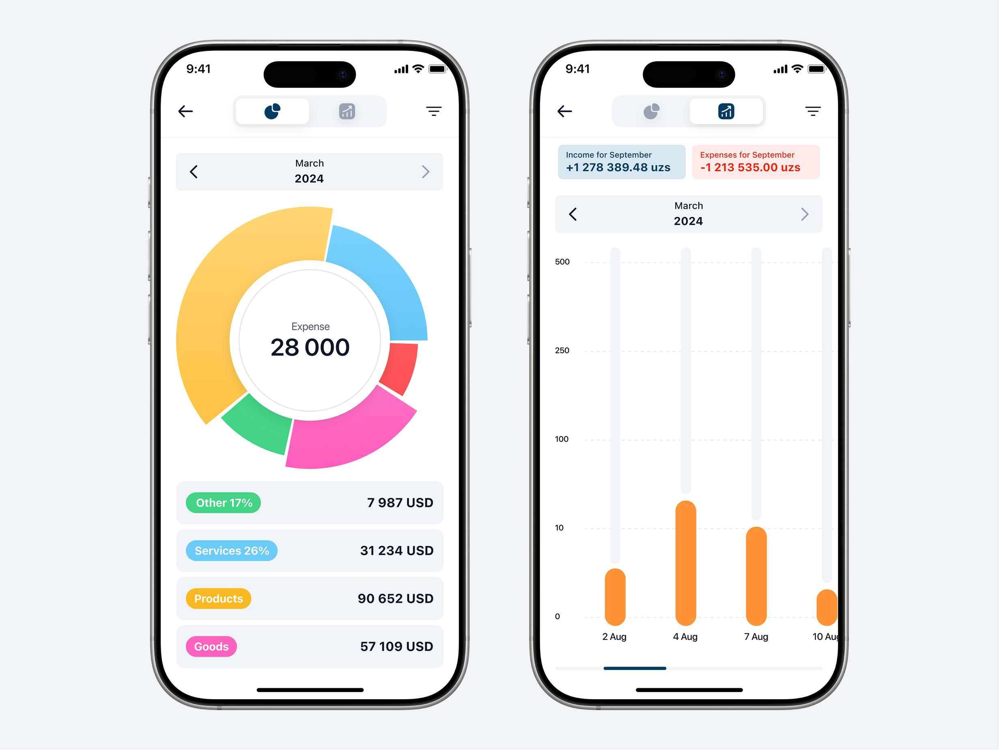 9:41
March
2024
Expense
28 000
Other 17%
7 987 USD
Services 26%
31 234 USD
Products
90 652 USD
Goods
57 109 USD
9:41
Income for September
+1 278 389.48 uzs
Expenses for September
-1 213 535.00 uzs
March
2024
500
250
100
10
0
2 Aug
4 Aug
7 Aug
10 Aug